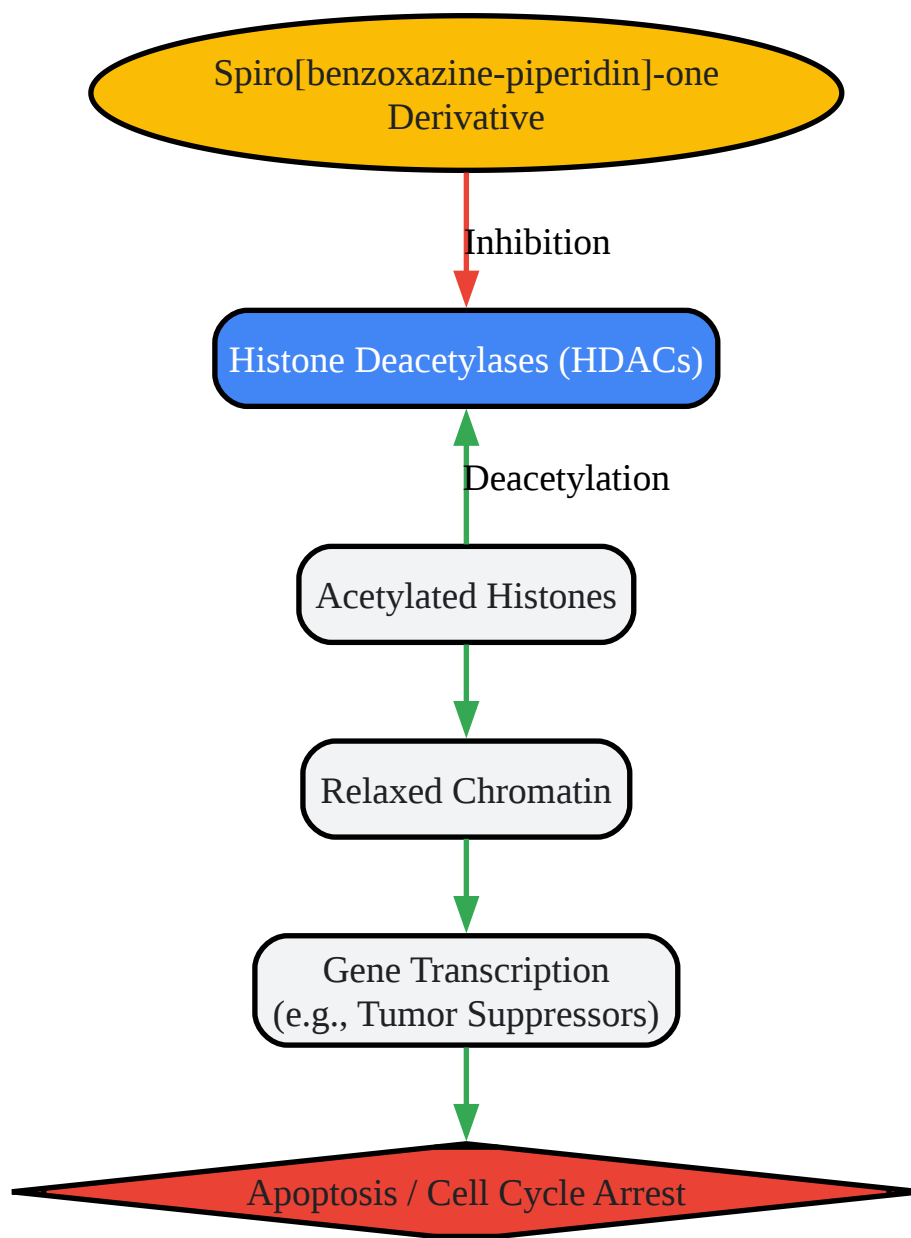 Spiro[benzoxazine-piperidin]-one
Derivative
Inhibition
Histone Deacetylases (HDACs)
Deacetylation
Acetylated Histones
Relaxed Chromatin
Gene Transcription
(e.g., Tumor Suppressors)
Apoptosis / Cell Cycle Arrest